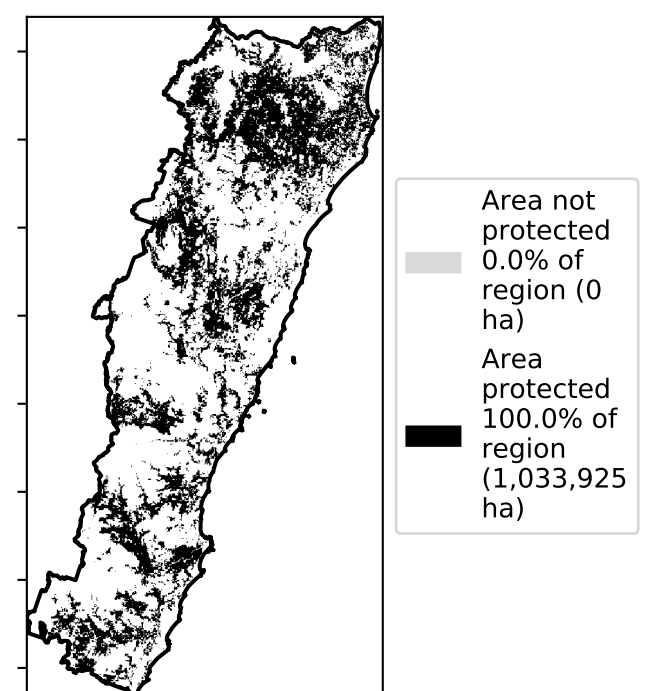 Area not
protected
0.0% of
region (0
ha)
Area
protected
100.0% of
region
(1,033,925
ha)